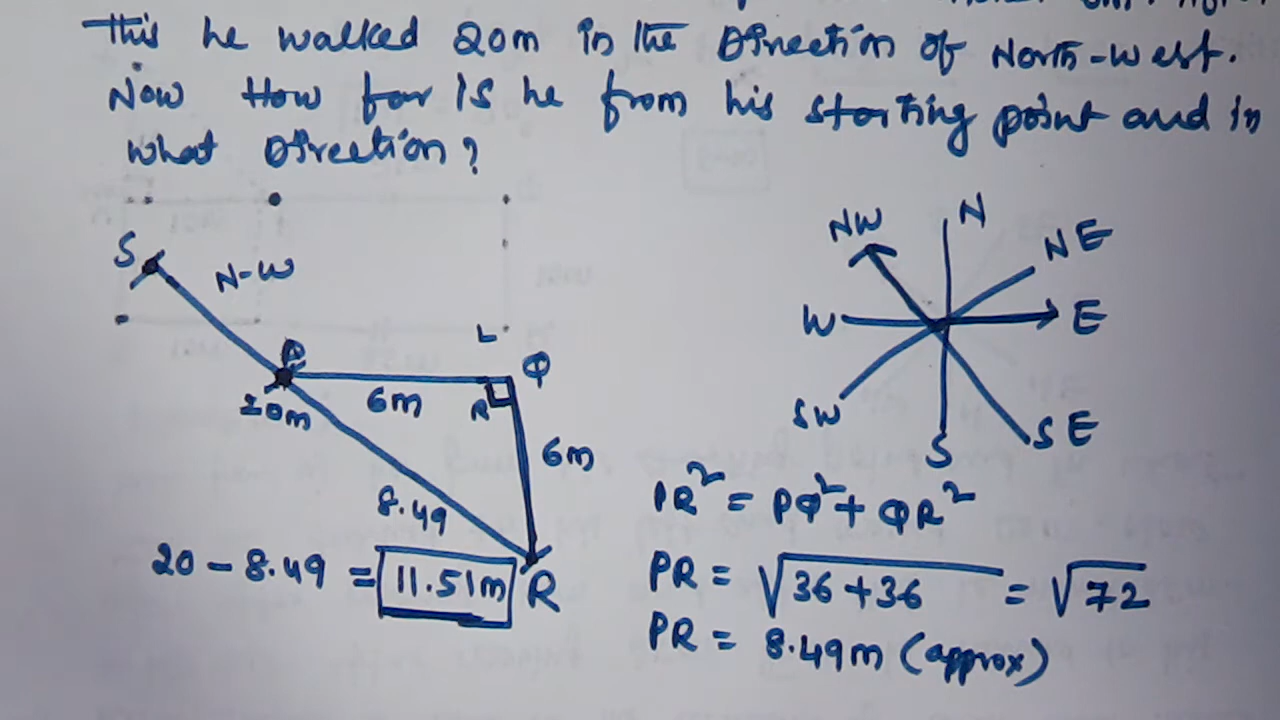 This he walked 20m in the Direction of North-West.
Now How far is he from his starting point and in
what Direction?
S
N-W
P
6m
L
Q
R
20m
6m
8.49
R
20 - 8.49 = 11.51m
NW
N
NE
W
E
SW
S
SE
PR² = PQ² + QR²
PR = √36+36 = √72
PR = 8.49m (approx)